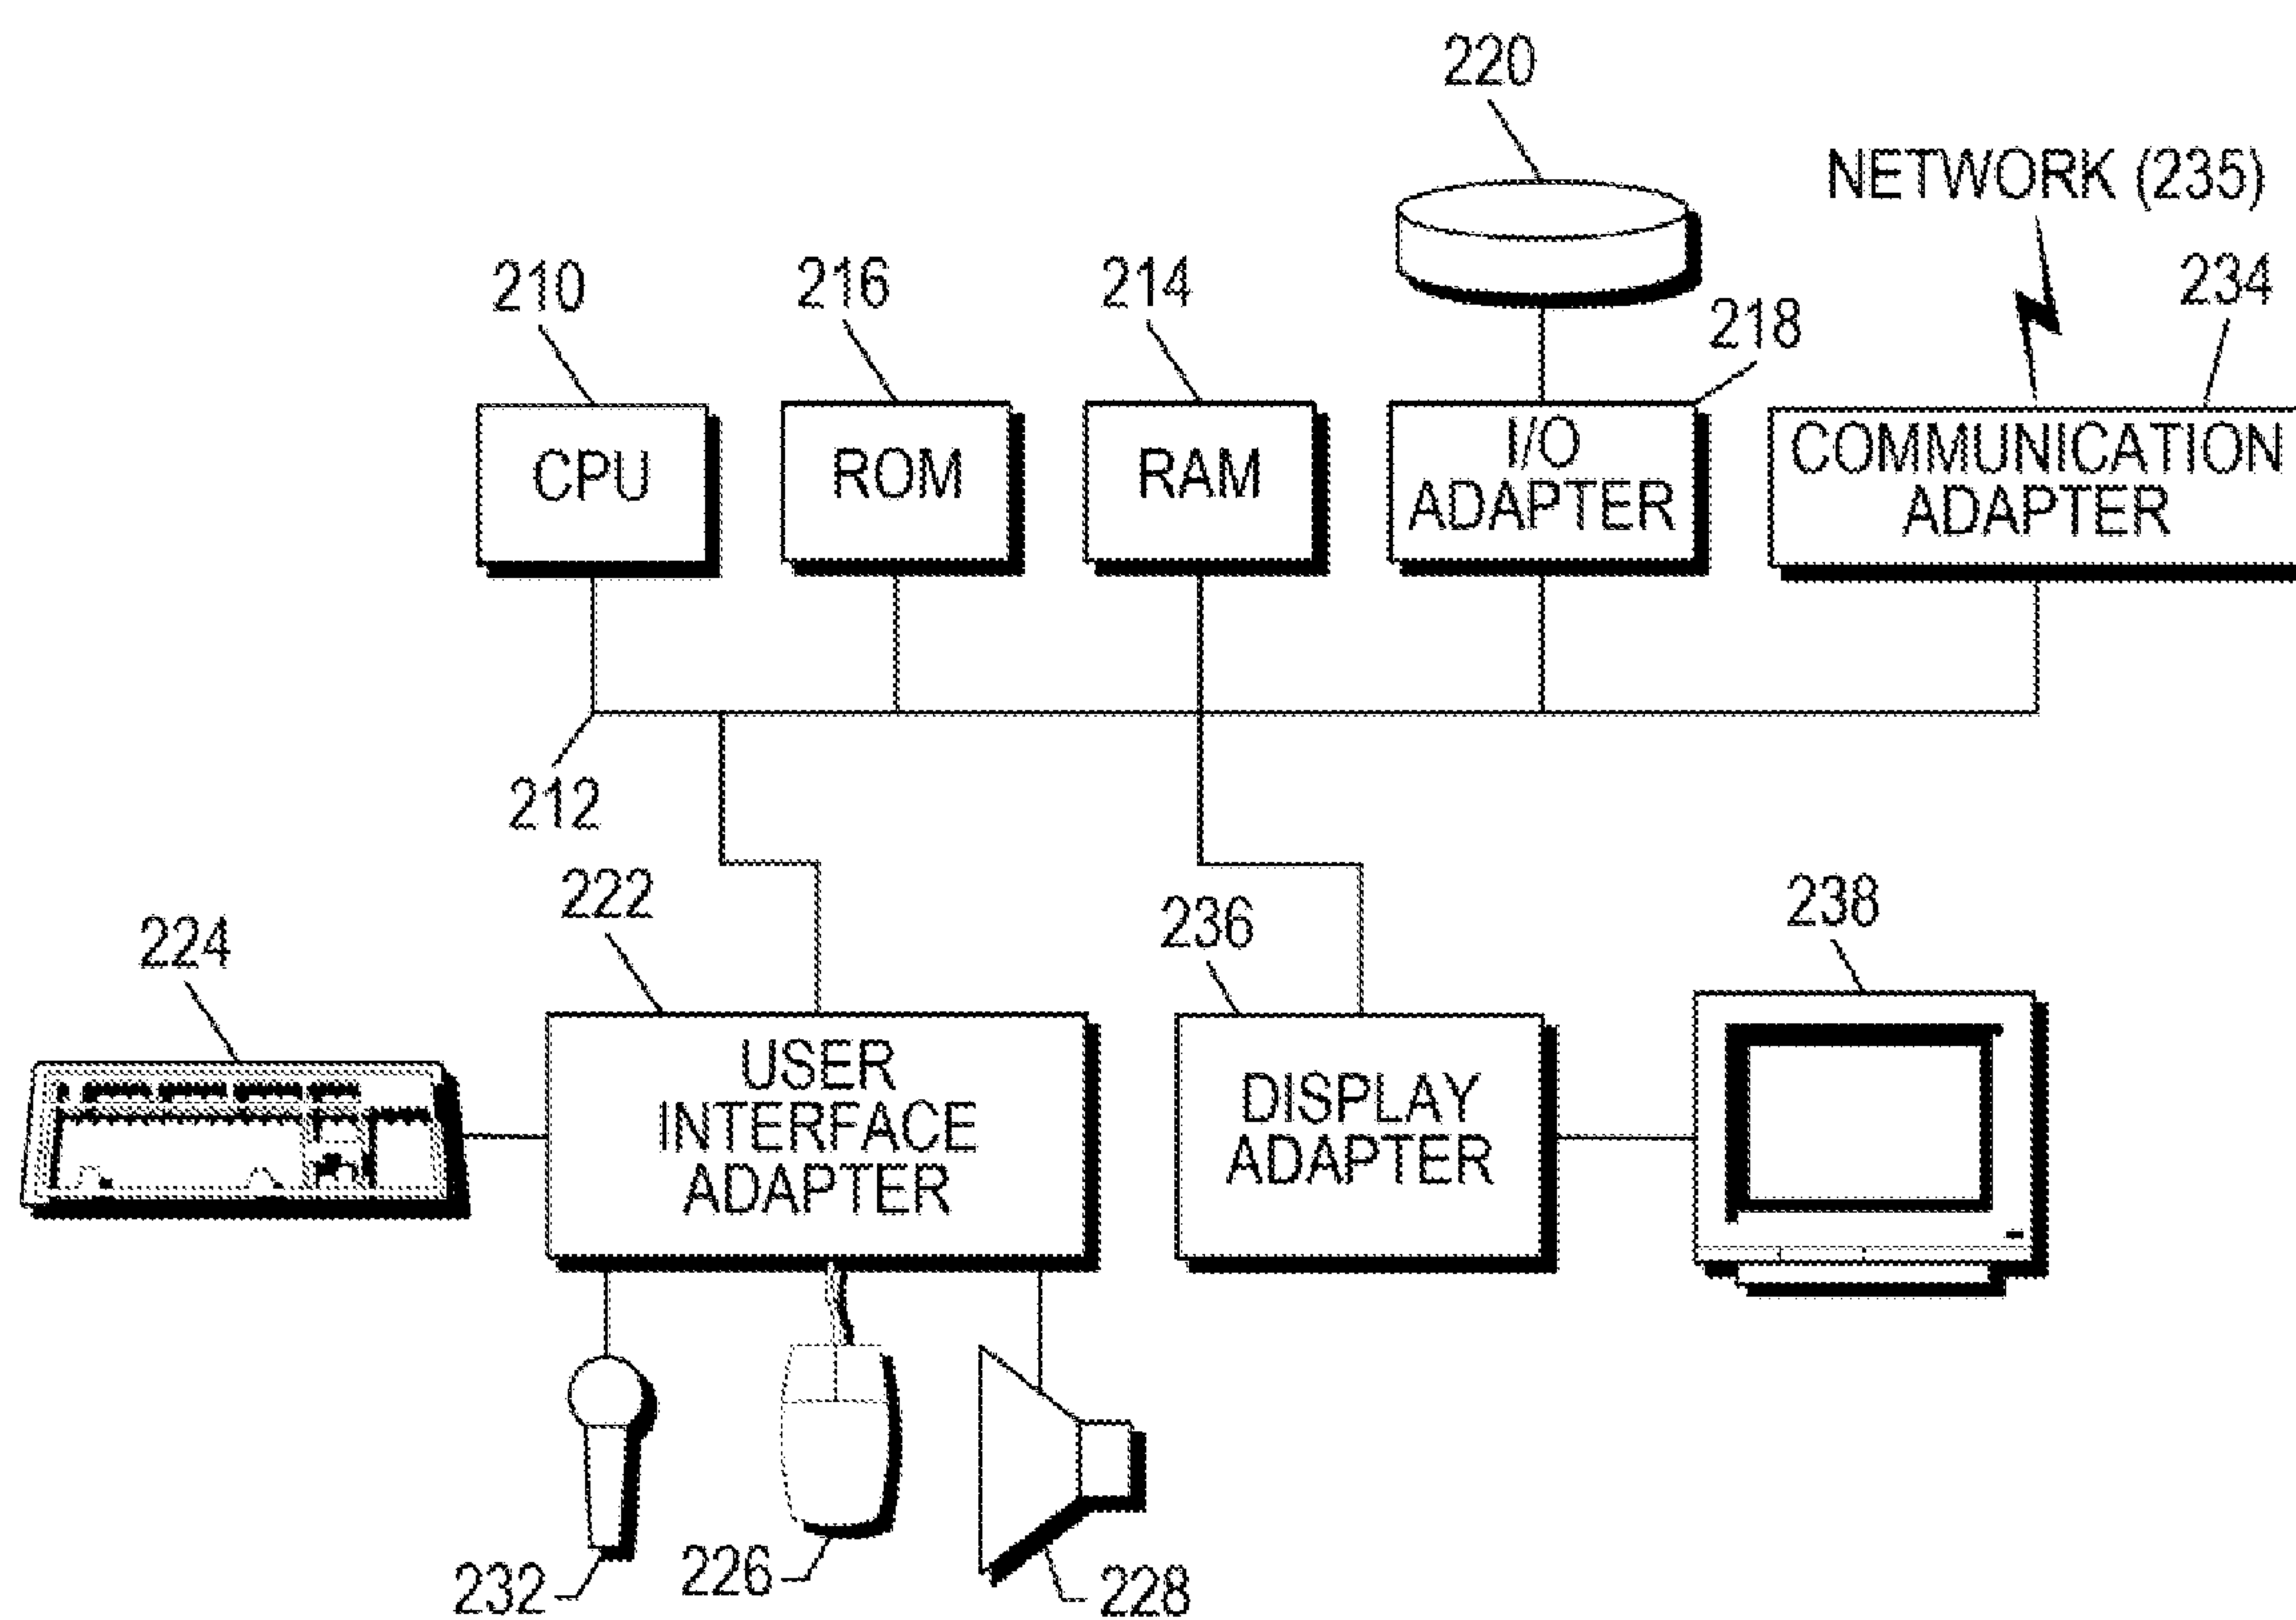 220
NETWORK (235)
210
216
214
218
234
CPU
ROM
RAM
I/O
ADAPTER
COMMUNICATION
ADAPTER
212
222
236
238
224
USER
INTERFACE
ADAPTER
DISPLAY
ADAPTER
232
226
228